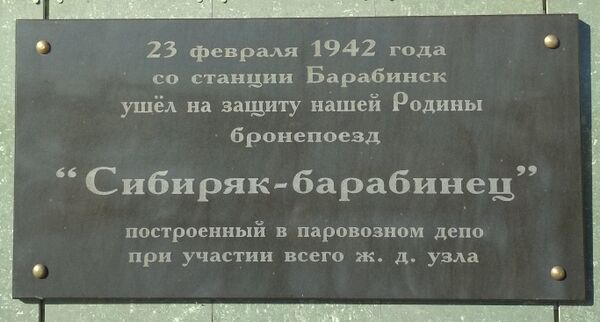 23 февраля 1942 года
со станции Барабинск
ушёл на защиту нашей Родины
бронепоезд
“Сибиряк-барабинец”
построенный в паровозном депо
при участии всего ж. д. узла